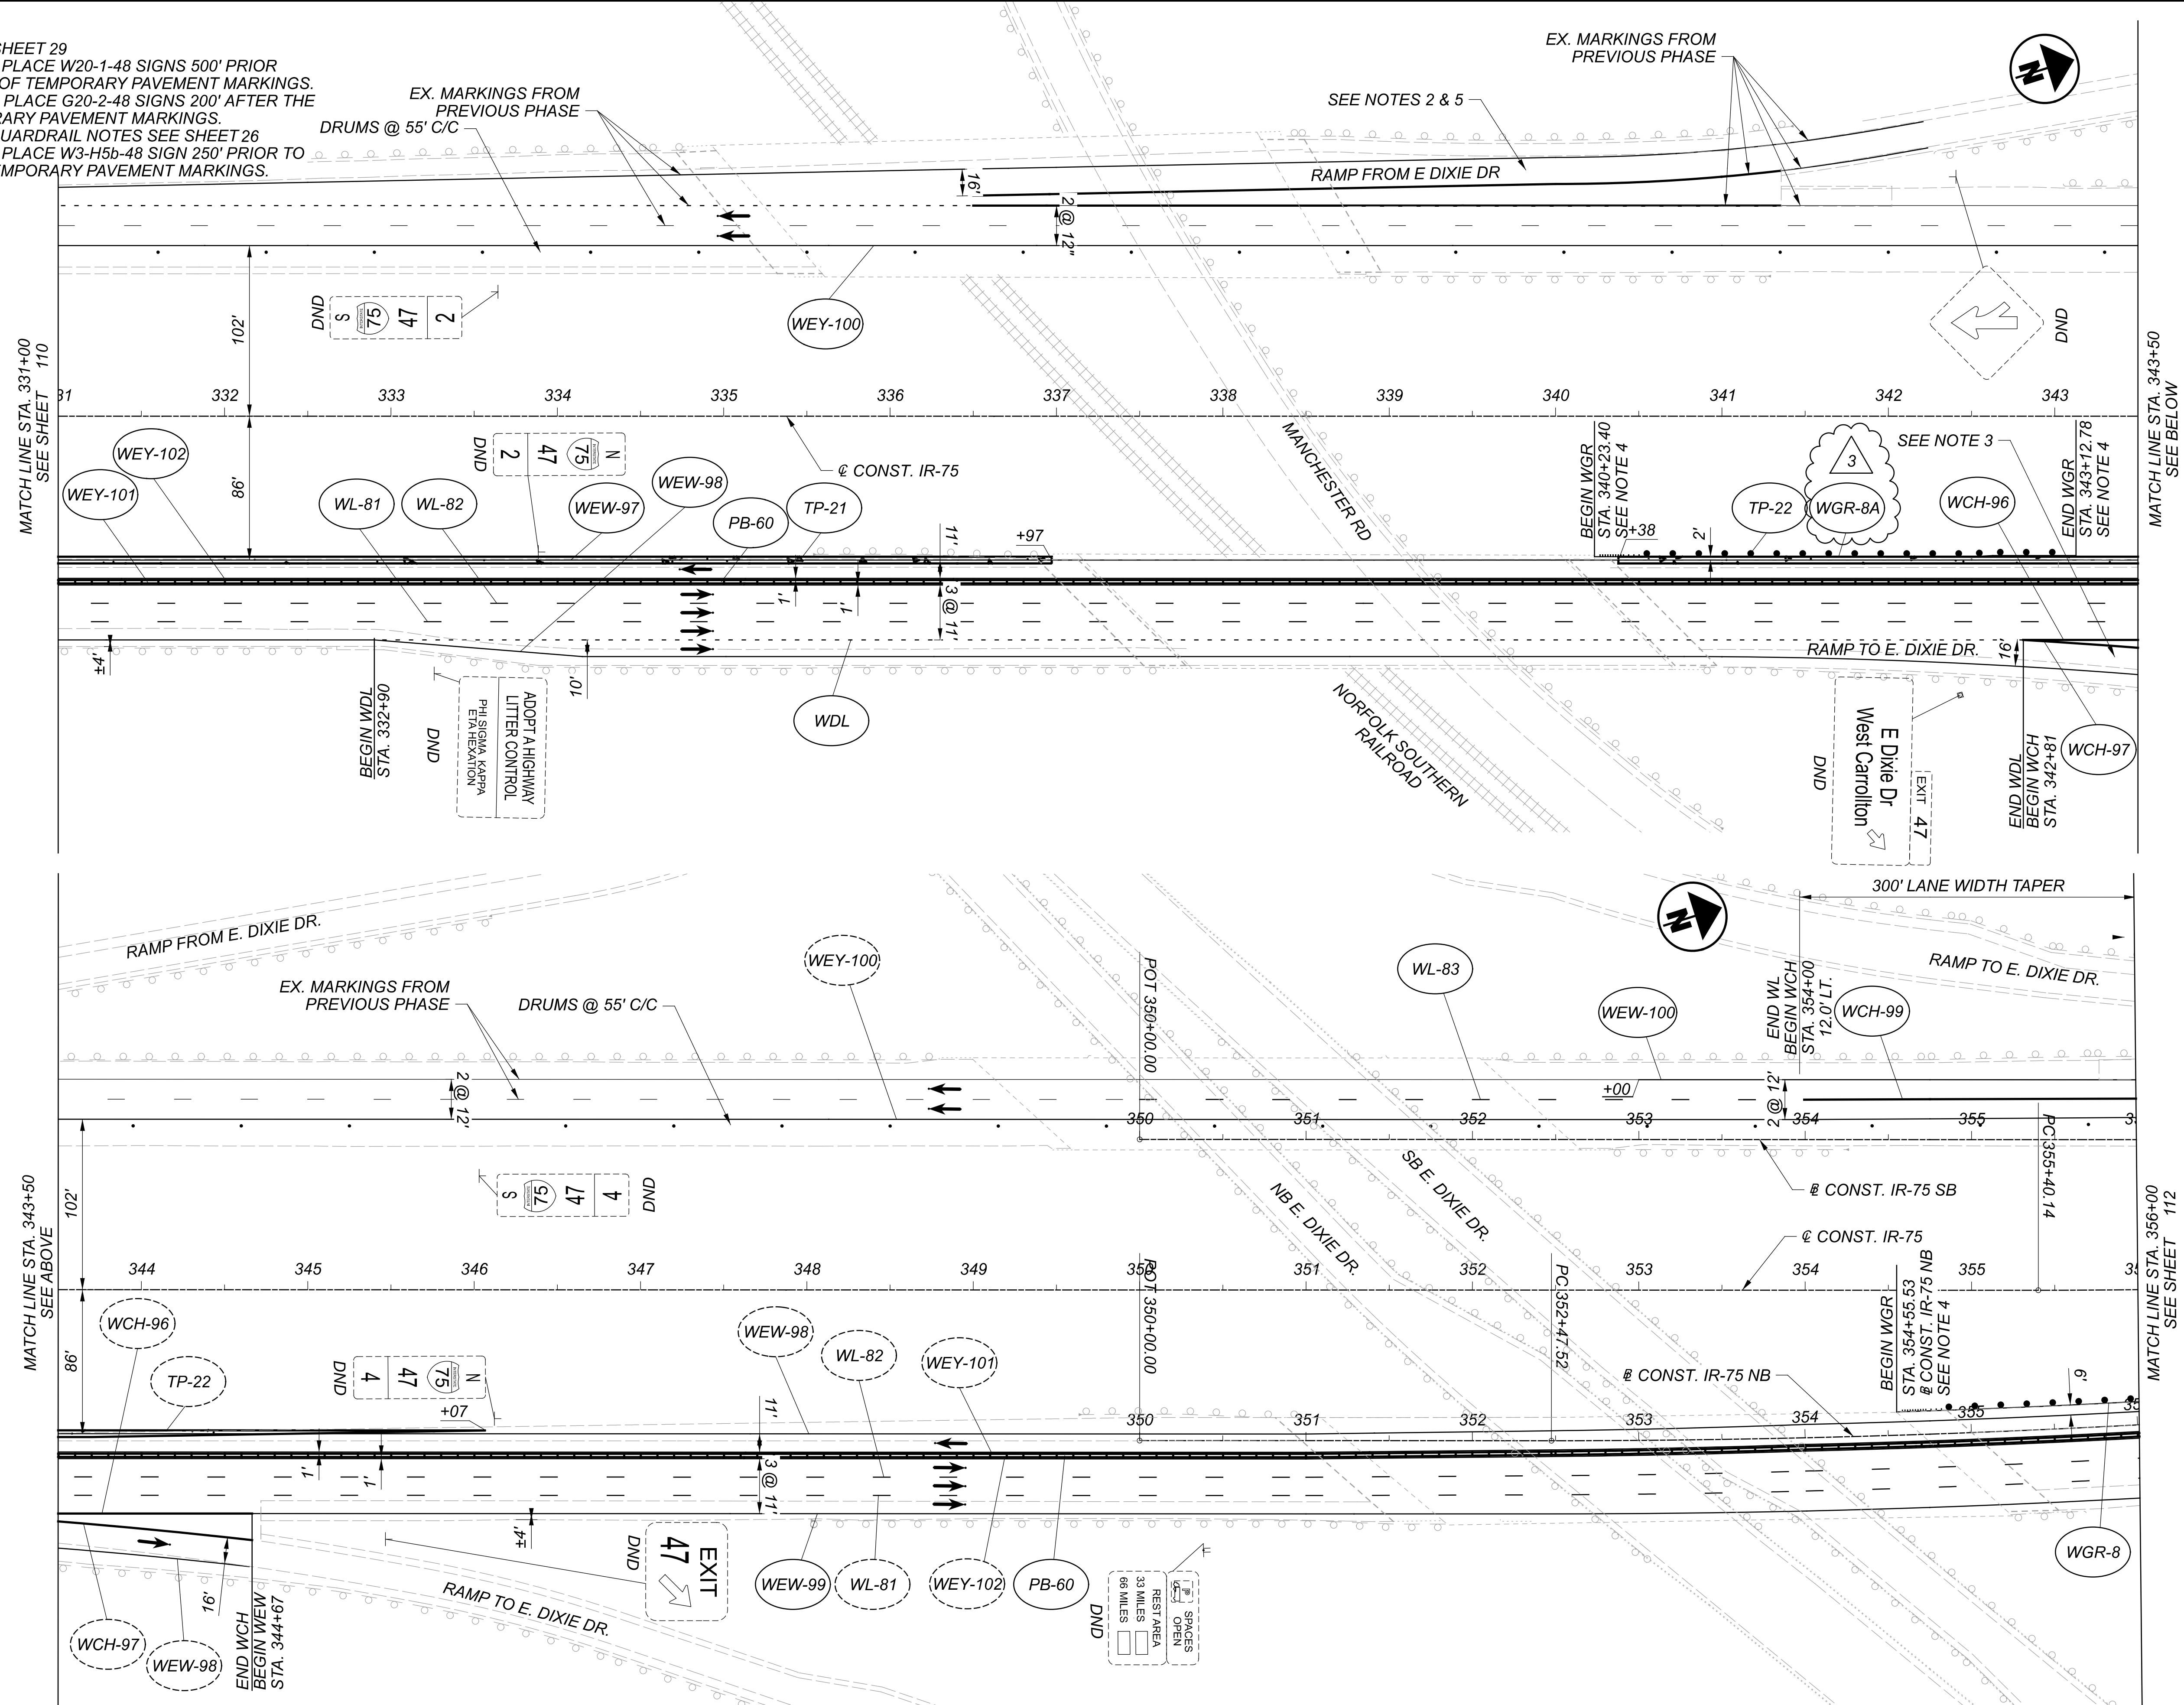 SHEET 29
PLACE W20-1-48 SIGNS 500' PRIOR
OF TEMPORARY PAVEMENT MARKINGS.
PLACE G20-2-48 SIGNS 200' AFTER THE
RARY PAVEMENT MARKINGS.
UARDRAIL NOTES SEE SHEET 26
PLACE W3-H5b-48 SIGN 250' PRIOR TO
EMPORARY PAVEMENT MARKINGS.
EX. MARKINGS FROM
PREVIOUS PHASE
DRUMS @ 55' C/C
SEE NOTES 2 & 5
EX. MARKINGS FROM
PREVIOUS PHASE
N
16'
RAMP FROM E DIXIE DR
2 @ 12"
102'
DND
S
75
47
2
WEY-100
DND
MATCH LINE STA. 331+00
SEE SHEET 110
31 332 333 334 335 336 337 338 339 340 341 342 343
MATCH LINE STA. 343+50
SEE BELOW
86'
WEY-101
WEY-102
WL-81
WL-82
DND
2
47
75
N
WEW-97
WEW-98
PB-60
TP-21
℄ CONST. IR-75
11'
+97
MANCHESTER RD
BEGIN WGR
STA. 340+23.40
SEE NOTE 4
+38
2'
TP-22
3
WGR-8A
SEE NOTE 3
WCH-96
END WGR
STA. 343+12.78
SEE NOTE 4
1'
1'
3 @ 11'
±4'
10'
RAMP TO E. DIXIE DR.
16'
BEGIN WDL
STA. 332+90
DND
ADOPT A HIGHWAY
LITTER CONTROL
PHI SIGMA KAPPA
ETA HEXATION
WDL
NORFOLK SOUTHERN
RAILROAD
DND
E Dixie Dr
West Carrollton
EXIT 47
END WDL
BEGIN WCH
STA. 342+81
WCH-97
RAMP FROM E. DIXIE DR.
EX. MARKINGS FROM
PREVIOUS PHASE
DRUMS @ 55' C/C
WEY-100
POT 350+00.00
WL-83
N
300' LANE WIDTH TAPER
RAMP TO E. DIXIE DR.
WEW-100
END WL
BEGIN WCH
STA. 354+00
12.0' LT.
WCH-99
2 @ 12'
+00
2 @ 12'
350 351 352 353 354 355 3
PC 355+40.14
102'
S
75
47
4
DND
SB E. DIXIE DR.
NB E. DIXIE DR.
℄ CONST. IR-75 SB
℄ CONST. IR-75
MATCH LINE STA. 343+50
SEE ABOVE
344 345 346 347 348 349 350 351 352 353 354 355 35
MATCH LINE STA. 356+00
SEE SHEET 112
86'
WCH-96
TP-22
DND
4
47
75
N
+07
WEW-98
WL-82
WEY-101
11'
POT 350+00.00
PC 352+47.52
℄ CONST. IR-75 NB
BEGIN WGR
STA. 354+55.53
℄ CONST. IR-75 NB
SEE NOTE 4
6'
350 351 352 353 354 355 35
1'
1'
3 @ 11'
±4'
16'
WCH-97
WEW-98
END WCH
BEGIN WEW
STA. 344+67
RAMP TO E. DIXIE DR.
DND
EXIT
47
WEW-99
WL-81
WEY-102
PB-60
DND
P
SPACES
OPEN
REST AREA
33 MILES
66 MILES
WGR-8